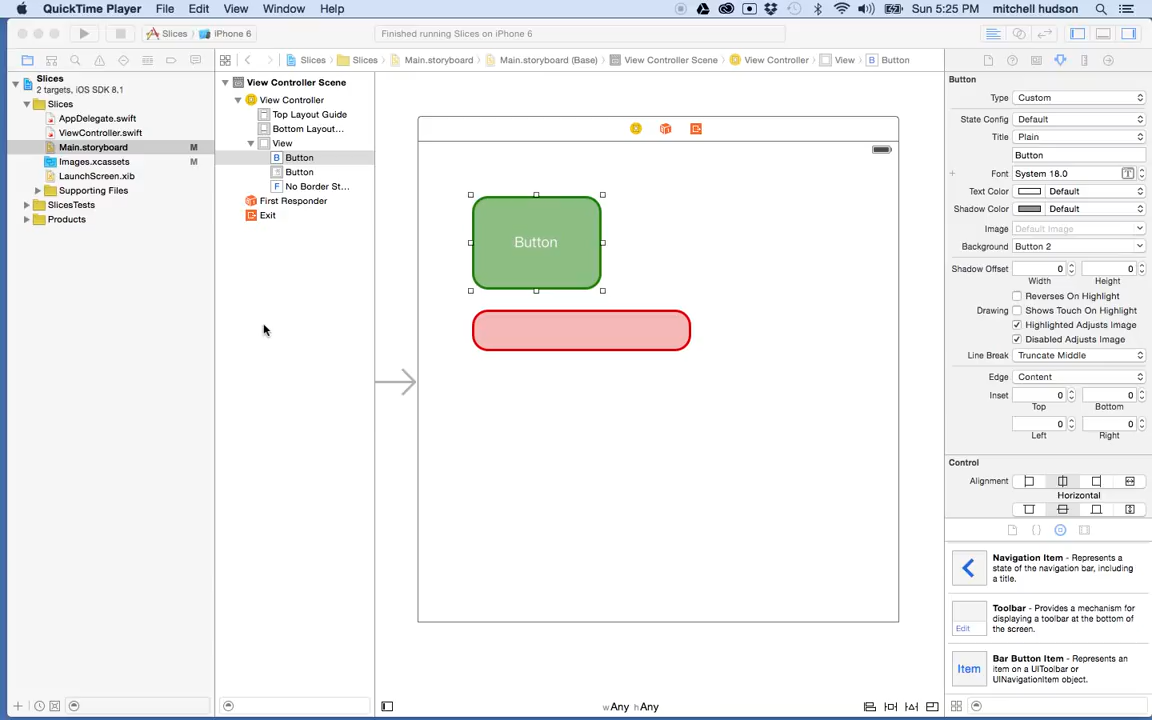 QuickTime Player File Edit View Window Help Sun 5:25 PM mitchell hudson
Slices iPhone 6 Finished running Slices on iPhone 6
Slices Slices Main.storyboard Main.storyboard (Base) View Controller Scene View Controller View Button
Slices
2 targets, iOS SDK 8.1
Slices
AppDelegate.swift
ViewController.swift
Main.storyboard M
Images.xcassets M
LaunchScreen.xib
Supporting Files
SlicesTests
Products
View Controller Scene
View Controller
Top Layout Guide
Bottom Layout...
View
B Button
Button
F No Border St...
First Responder
Exit
Button
wAny hAny
Button
Type Custom
State Config Default
Title Plain
Button
Font System 18.0 T
Text Color Default
Shadow Color Default
Image Default Image
Background Button 2
Shadow Offset 0 0
Width Height
Reverses On Highlight
Drawing Shows Touch On Highlight
Highlighted Adjusts Image
Disabled Adjusts Image
Line Break Truncate Middle
Edge Content
Inset 0 0
Top Bottom
0 0
Left Right
Control
Alignment
Horizontal
Navigation Item - Represents a
state of the navigation bar, including
a title.
Edit
Toolbar - Provides a mechanism for
displaying a toolbar at the bottom of
the screen.
Item
Bar Button Item - Represents an
item on a UIToolbar or
UINavigationItem object.